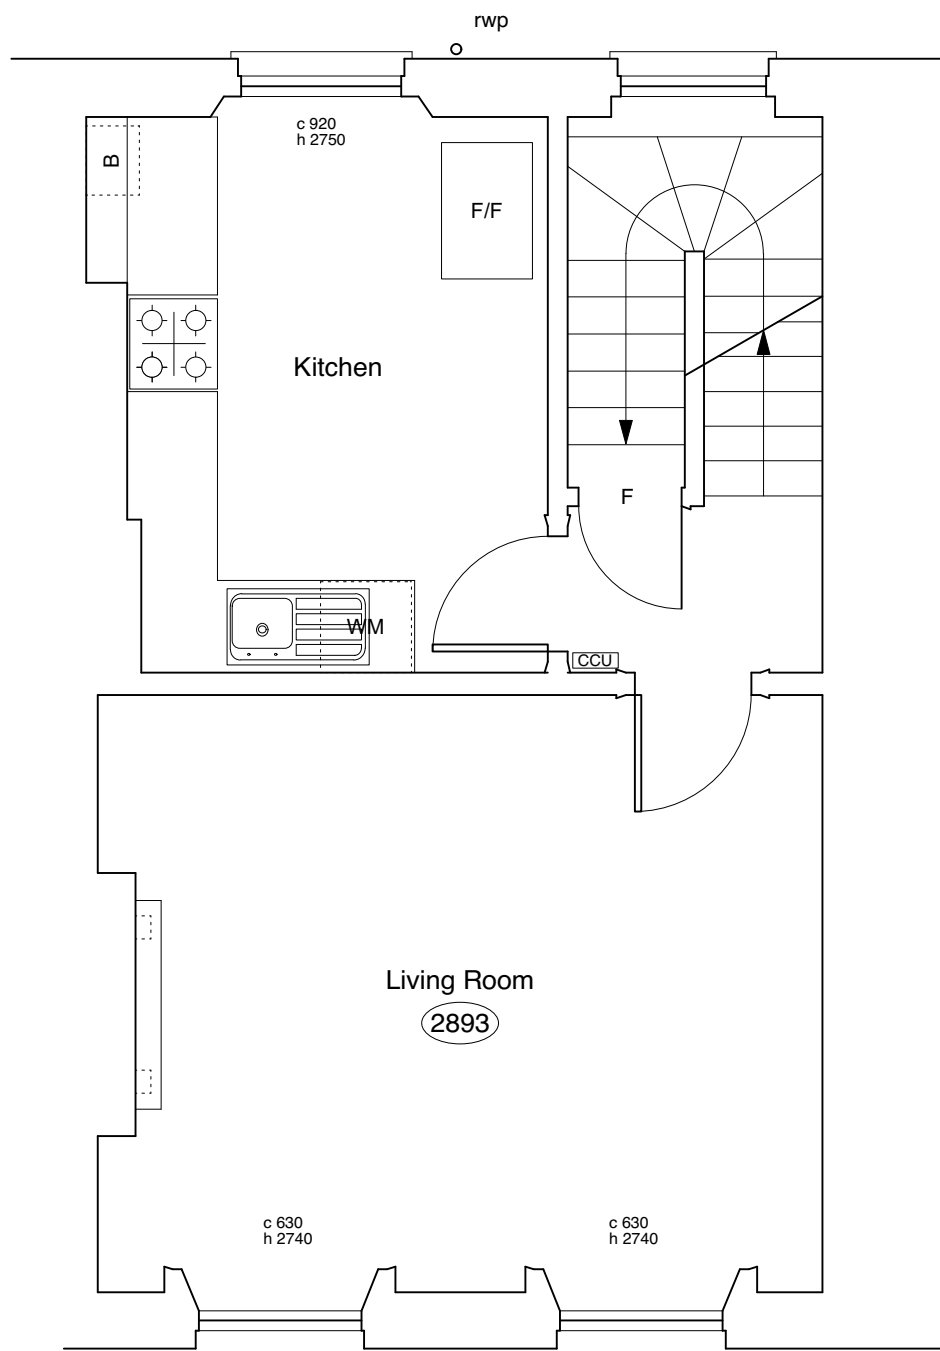 rwp
c 920
h 2750
B
F/F
Kitchen
F
WM
CCU
Living Room
2893
c 630
h 2740
c 630
h 2740